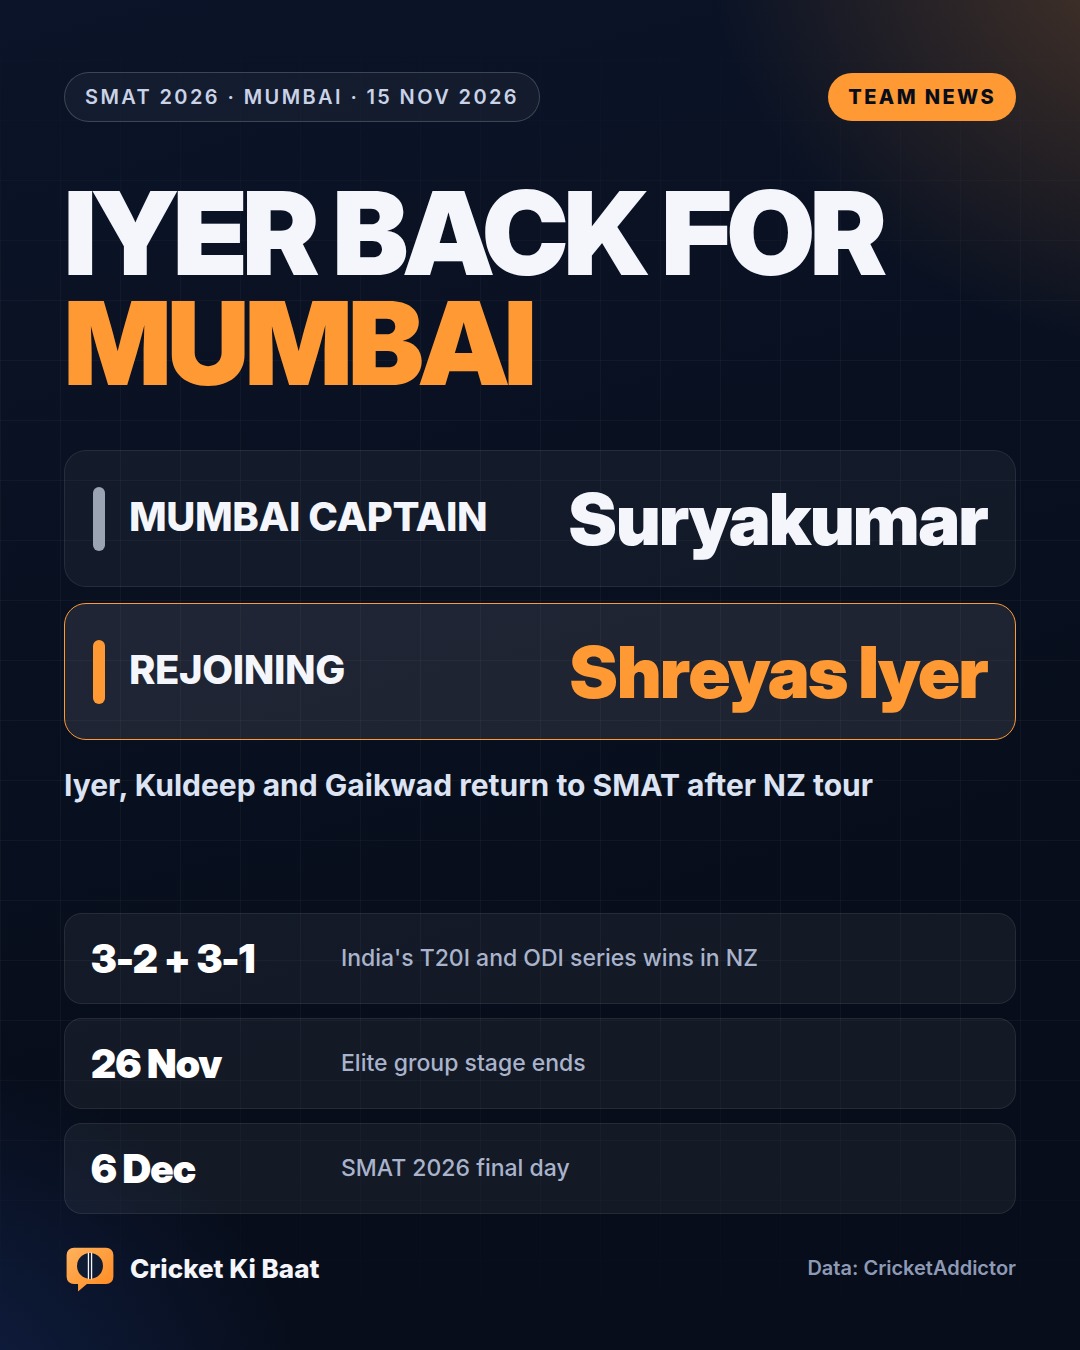 SMAT 2026 · MUMBAI · 15 NOV 2026
TEAM NEWS
IYER BACK FOR
MUMBAI
MUMBAI CAPTAIN
Suryakumar
REJOINING
Shreyas Iyer
Iyer, Kuldeep and Gaikwad return to SMAT after NZ tour
3-2 + 3-1
India's T20I and ODI series wins in NZ
26 Nov
Elite group stage ends
6 Dec
SMAT 2026 final day
Cricket Ki Baat
Data: CricketAddictor